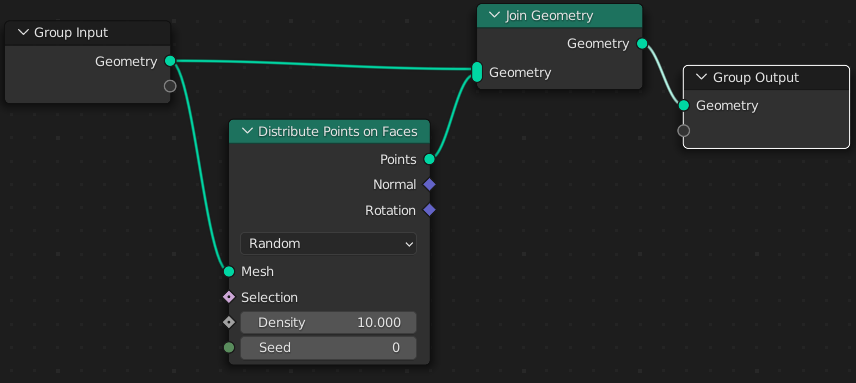 Group Input
Geometry
Join Geometry
Geometry
Geometry
Group Output
Geometry
Distribute Points on Faces
Points
Normal
Rotation
Random
Mesh
Selection
Density 10.000
Seed 0